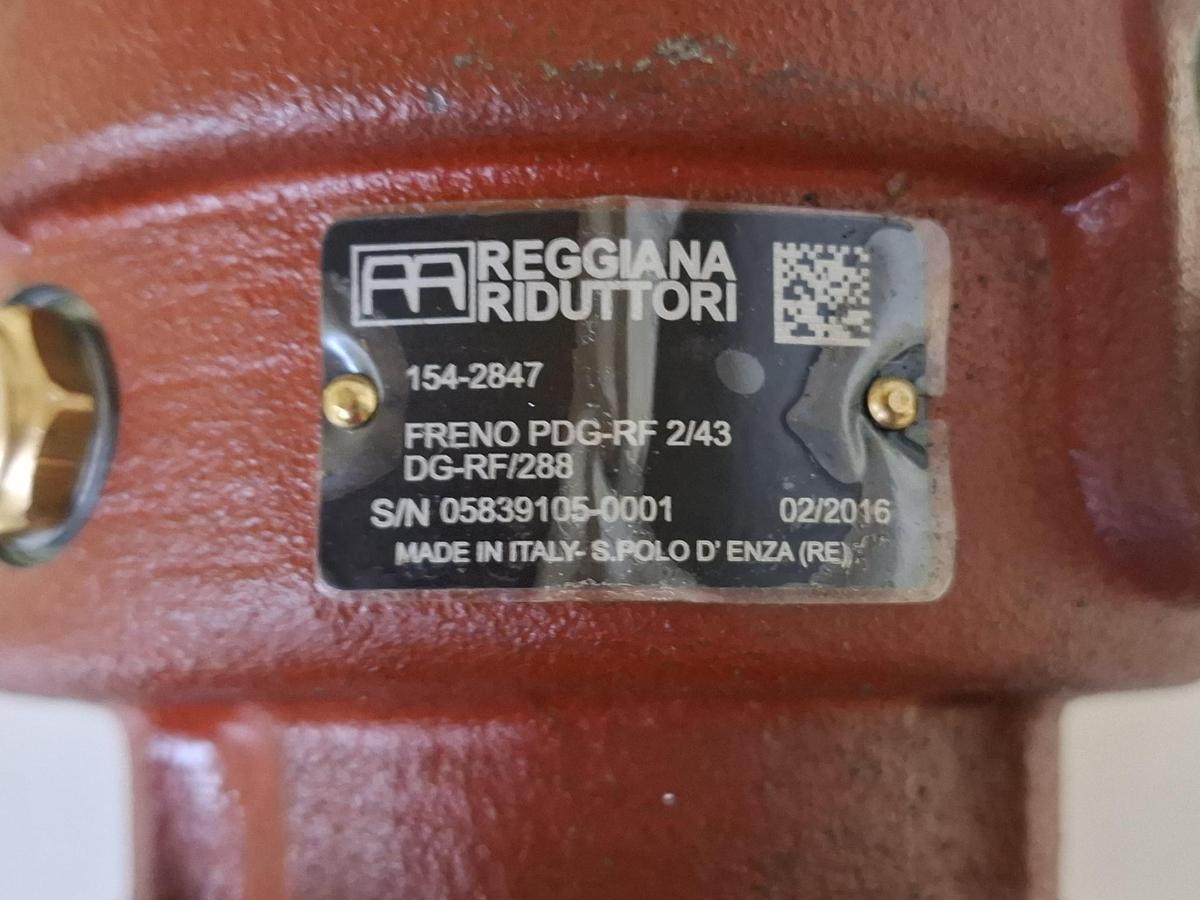 REGGIANA
RIDUTTORI
154-2847
FRENO PDG-RF 2/43
DG-RF/288
S/N 05839105-0001 02/2016
MADE IN ITALY- S.POLO D' ENZA (RE)